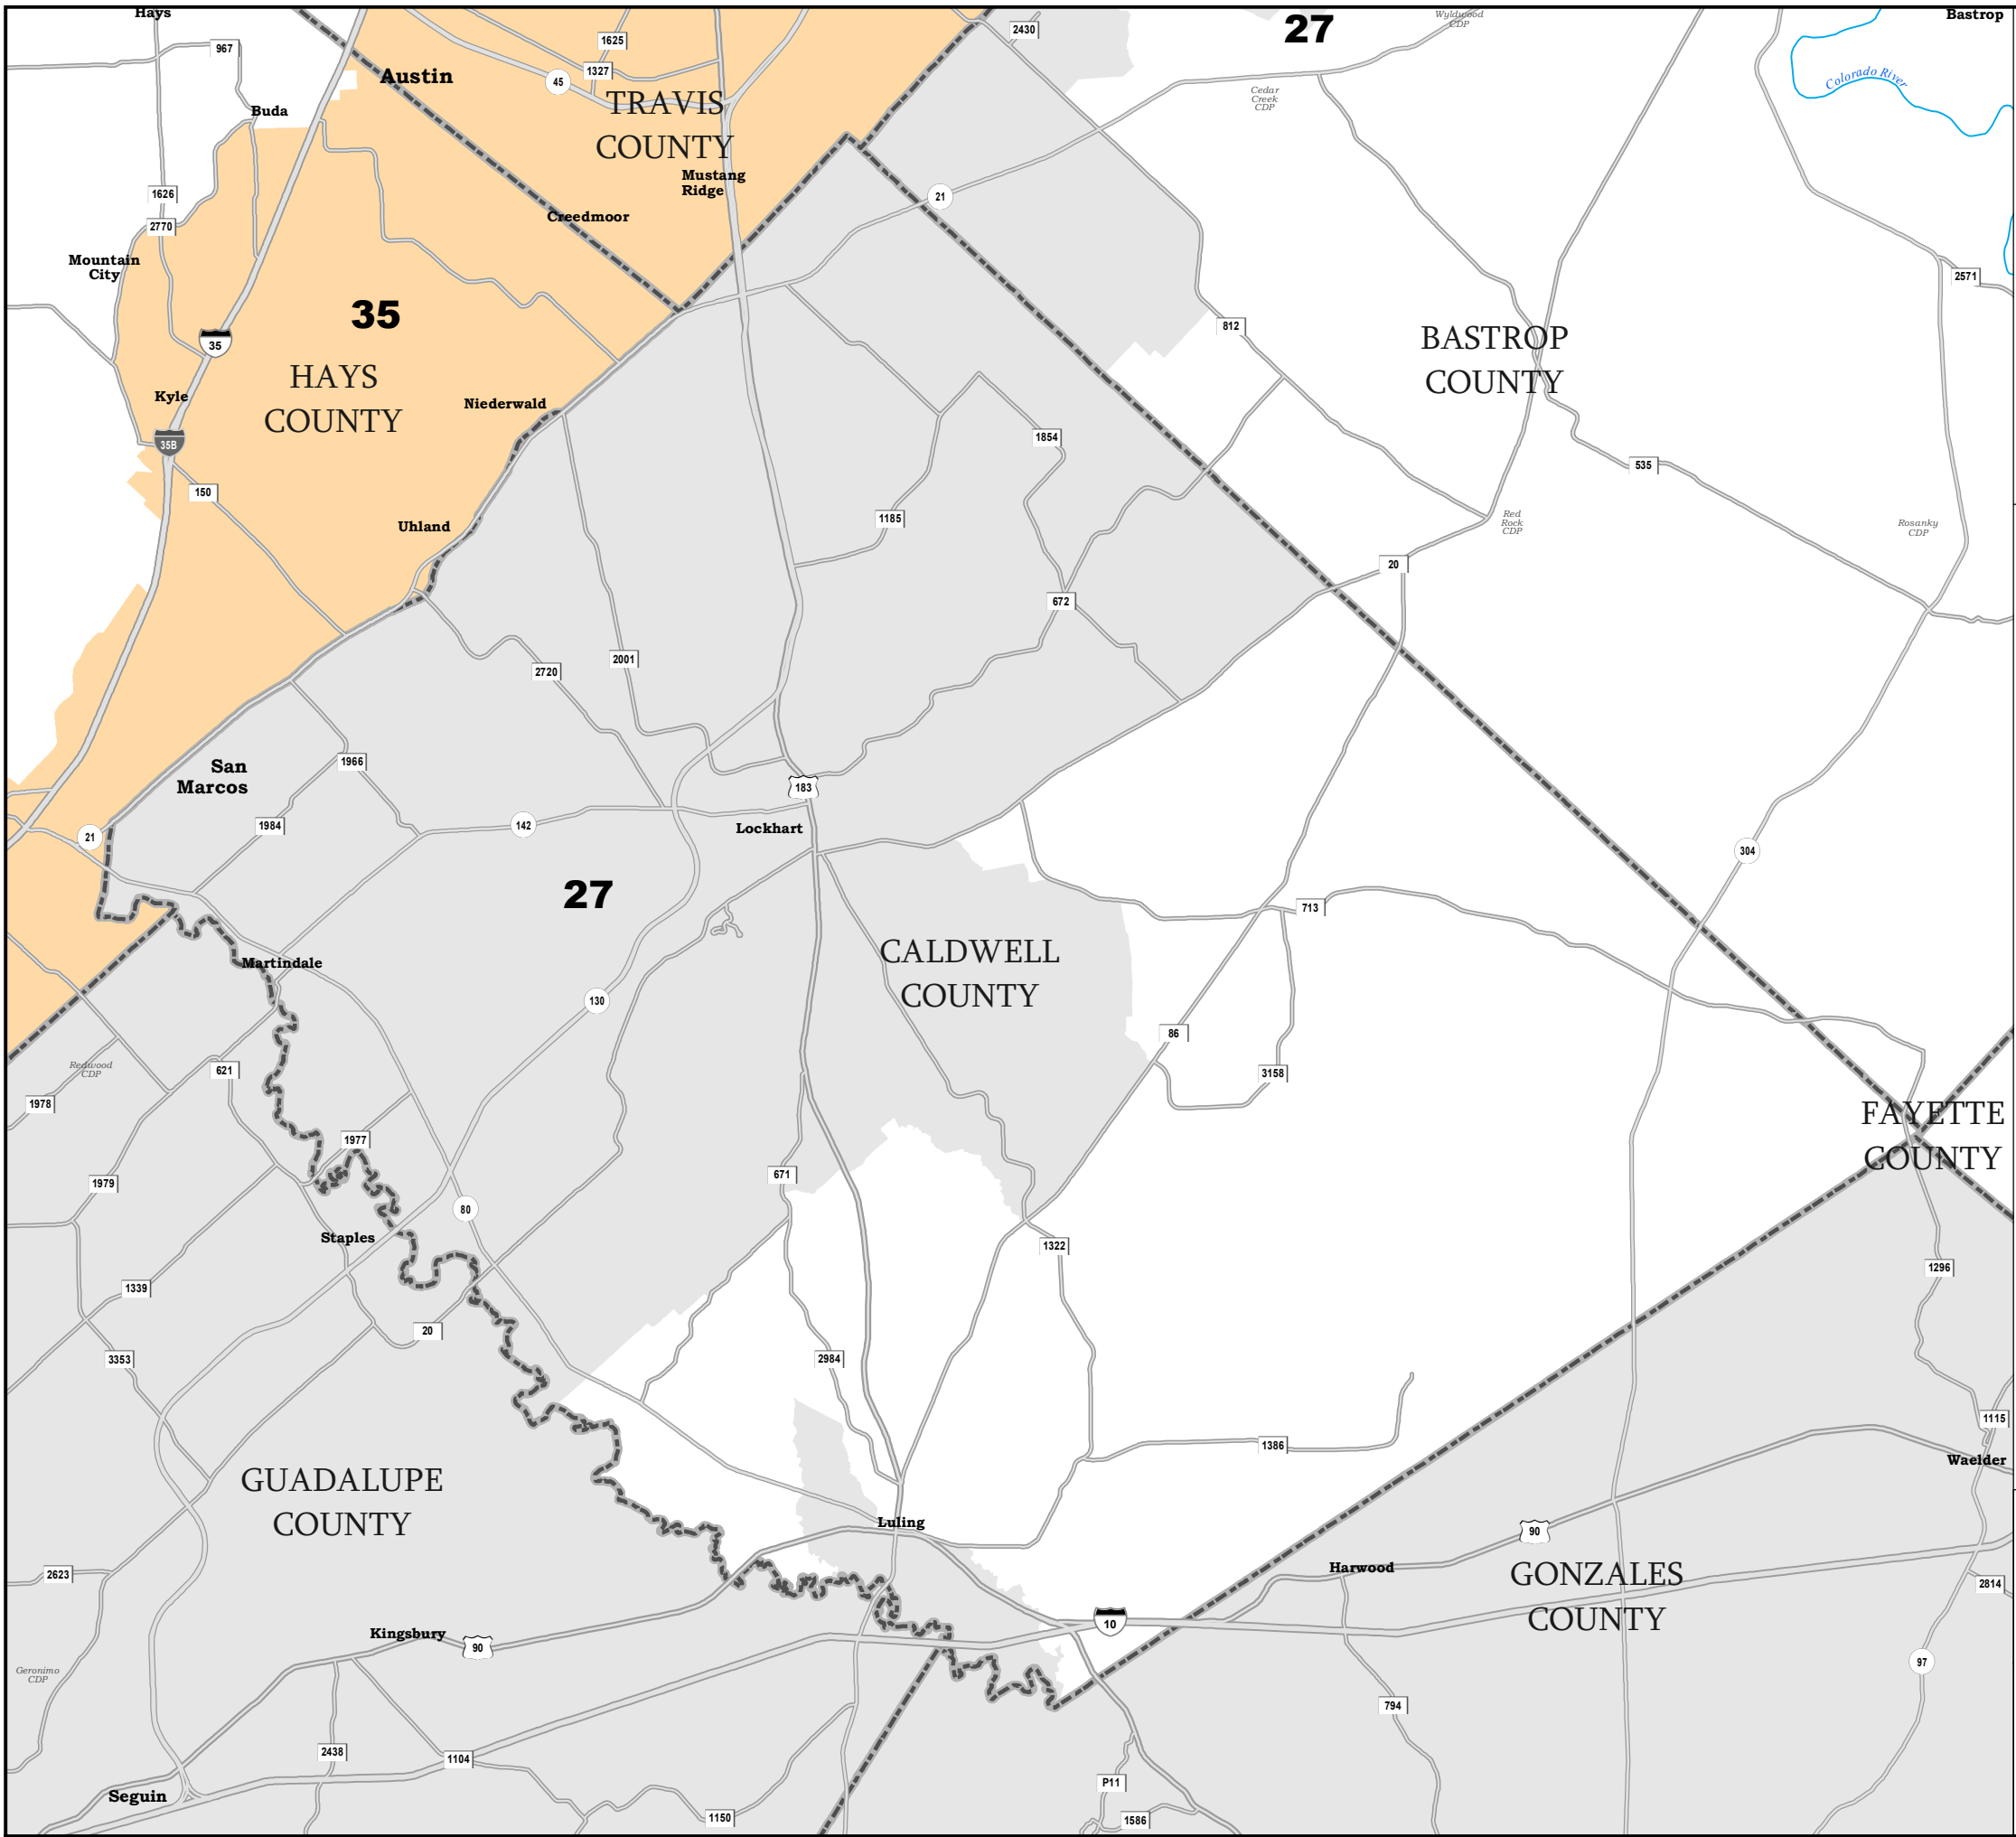 Hays
27
Wyldwood
CDP
Bastrop
2430
1625
967
1327
45
Austin
TRAVIS
COUNTY
Cedar
Creek
CDP
Colorado River
Buda
Mustang
Ridge
1626
21
Creedmoor
2770
Mountain
City
2571
35
35
812
BASTROP
COUNTY
HAYS
COUNTY
Kyle
Niederwald
35B
1854
535
150
1185
Uhland
Red
Rock
CDP
Rosanky
CDP
20
672
2001
2720
San
Marcos
1966
183
1984
142
Lockhart
21
304
27
713
CALDWELL
COUNTY
Martindale
130
86
Redwood
CDP
621
3158
1978
FAYETTE
COUNTY
1977
671
1979
80
Staples
1322
1296
1339
20
3353
2984
1115
1386
Waelder
GUADALUPE
COUNTY
Luling
90
Harwood
GONZALES
COUNTY
2623
2814
10
Kingsbury
90
Geronimo
CDP
97
794
2438
1104
P11
Seguin
1150
1586